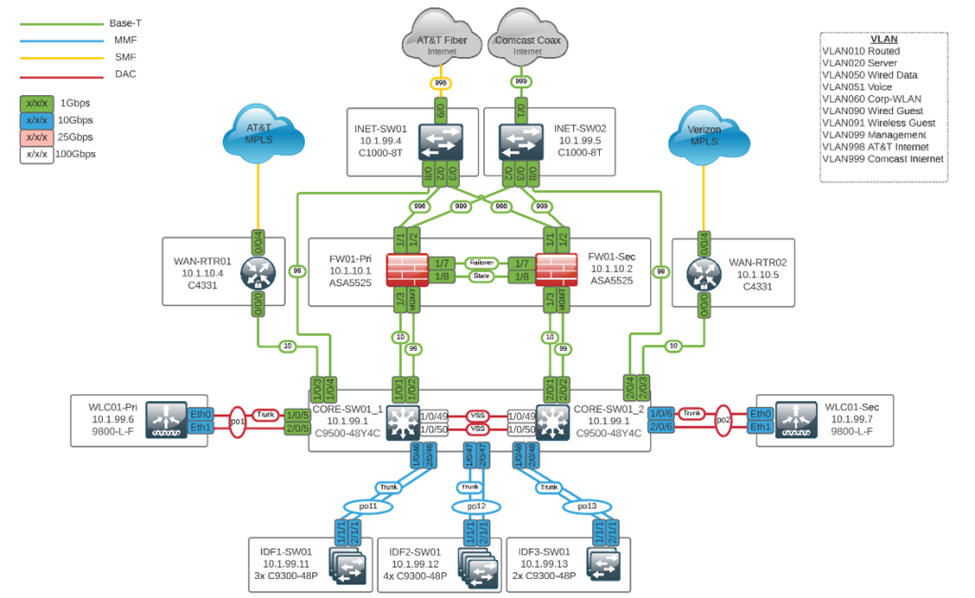 Base-T
MMF
SMF
DAC
x/x/x 1Gbps
x/x/x 10Gbps
x/x/x 25Gbps
x/x/x 100Gbps
AT&T Fiber
Internet
Comcast Coax
Internet
VLAN
VLAN010 Routed
VLAN020 Server
VLAN050 Wired Data
VLAN051 Voice
VLAN060 Corp-WLAN
VLAN090 Wired Guest
VLAN091 Wireless Guest
VLAN099 Management
VLAN998 AT&T Internet
VLAN999 Comcast Internet
998
999
0/9
0/1
INET-SW01
10.1.99.4
C1000-8T
INET-SW02
10.1.99.5
C1000-8T
0/8
0/2
0/3
0/2
0/3
0/8
AT&T
MPLS
Verizon
MPLS
998
999
998
999
99
99
0/0/4
WAN-RTR01
10.1.10.4
C4331
0/0/0
10
1/1
1/2
FW01-Pri
10.1.10.1
ASA5525
1/7
Failover
1/7
1/8
State
1/8
1/3
MGMT
1/1
1/2
FW01-Sec
10.1.10.2
ASA5525
1/3
MGMT
0/0/4
WAN-RTR02
10.1.10.5
C4331
0/0/0
10
10
99
10
99
1/0/3
1/0/4
1/0/1
1/0/2
2/0/1
2/0/2
2/0/4
2/0/3
WLC01-Pri
10.1.99.6
9800-L-F
Eth0
Eth1
po1
Trunk
1/0/5
2/0/5
CORE-SW01_1
10.1.99.1
C9500-48Y4C
1/0/49
VSS
1/0/49
1/0/50
VSS
1/0/50
CORE-SW01_2
10.1.99.1
C9500-48Y4C
1/0/6
2/0/6
Trunk
po2
Eth0
Eth1
WLC01-Sec
10.1.99.7
9800-L-F
1/0/46
2/0/46
1/0/47
2/0/47
1/0/48
2/0/48
Trunk
Trunk
Trunk
po11
po12
po13
1/1/1
2/1/1
1/1/1
2/1/1
1/1/1
2/1/1
IDF1-SW01
10.1.99.11
3x C9300-48P
IDF2-SW01
10.1.99.12
4x C9300-48P
IDF3-SW01
10.1.99.13
2x C9300-48P